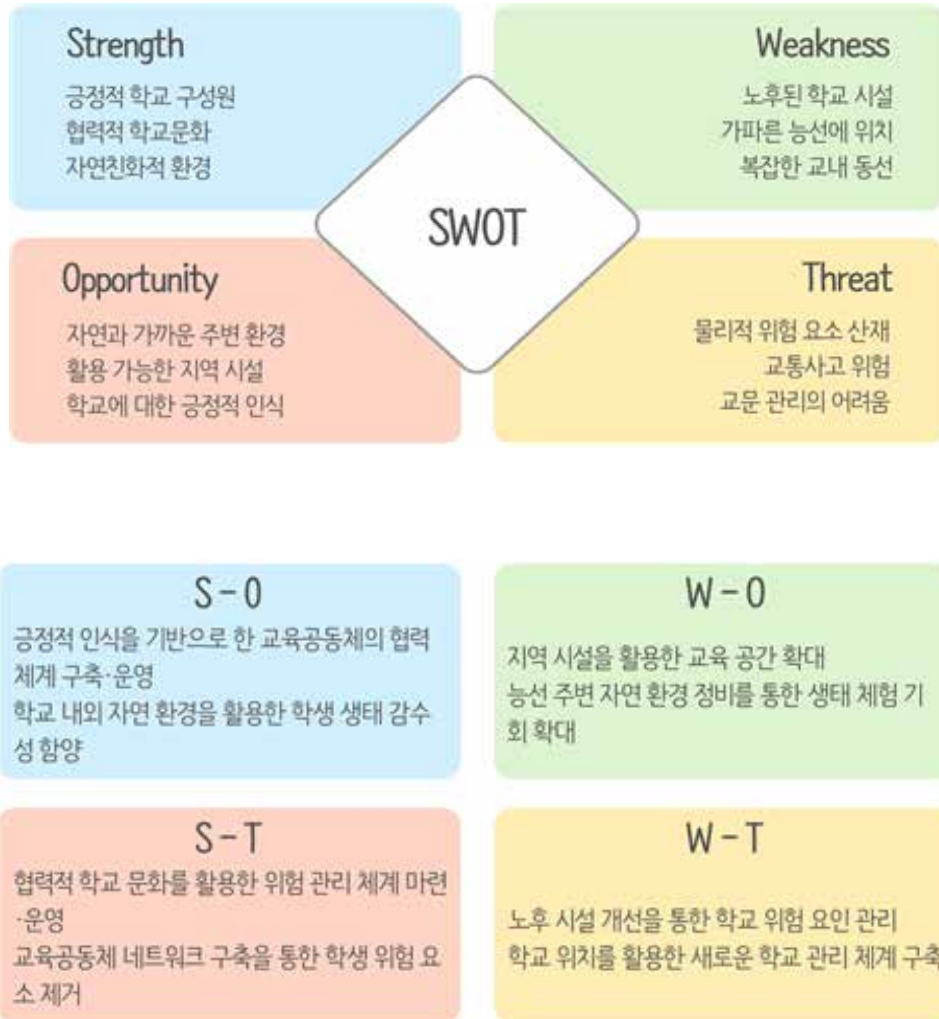 Strength
긍정적 학교 구성원
협력적 학교문화
자연친화적 환경
Weakness
노후된 학교 시설
가파른 능선에 위치
복잡한 교내 동선
SWOT
Opportunity
자연과 가까운 주변 환경
활용 가능한 지역 시설
학교에 대한 긍정적 인식
Threat
물리적 위험 요소 산재
교통사고 위험
교문 관리의 어려움
S-O
긍정적 인식을 기반으로 한 교육공동체의 협력
체계 구축·운영
학교 내외 자연 환경을 활용한 학생 생태 감수
성 함양
W-O
지역 시설을 활용한 교육 공간 확대
능선 주변 자연 환경 정비를 통한 생태 체험 기
회 확대
S-T
협력적 학교 문화를 활용한 위험 관리 체계 마련
·운영
교육공동체 네트워크 구축을 통한 학생 위험 요
소 제거
W-T
노후 시설 개선을 통한 학교 위험 요인 관리
학교 위치를 활용한 새로운 학교 관리 체계 구축